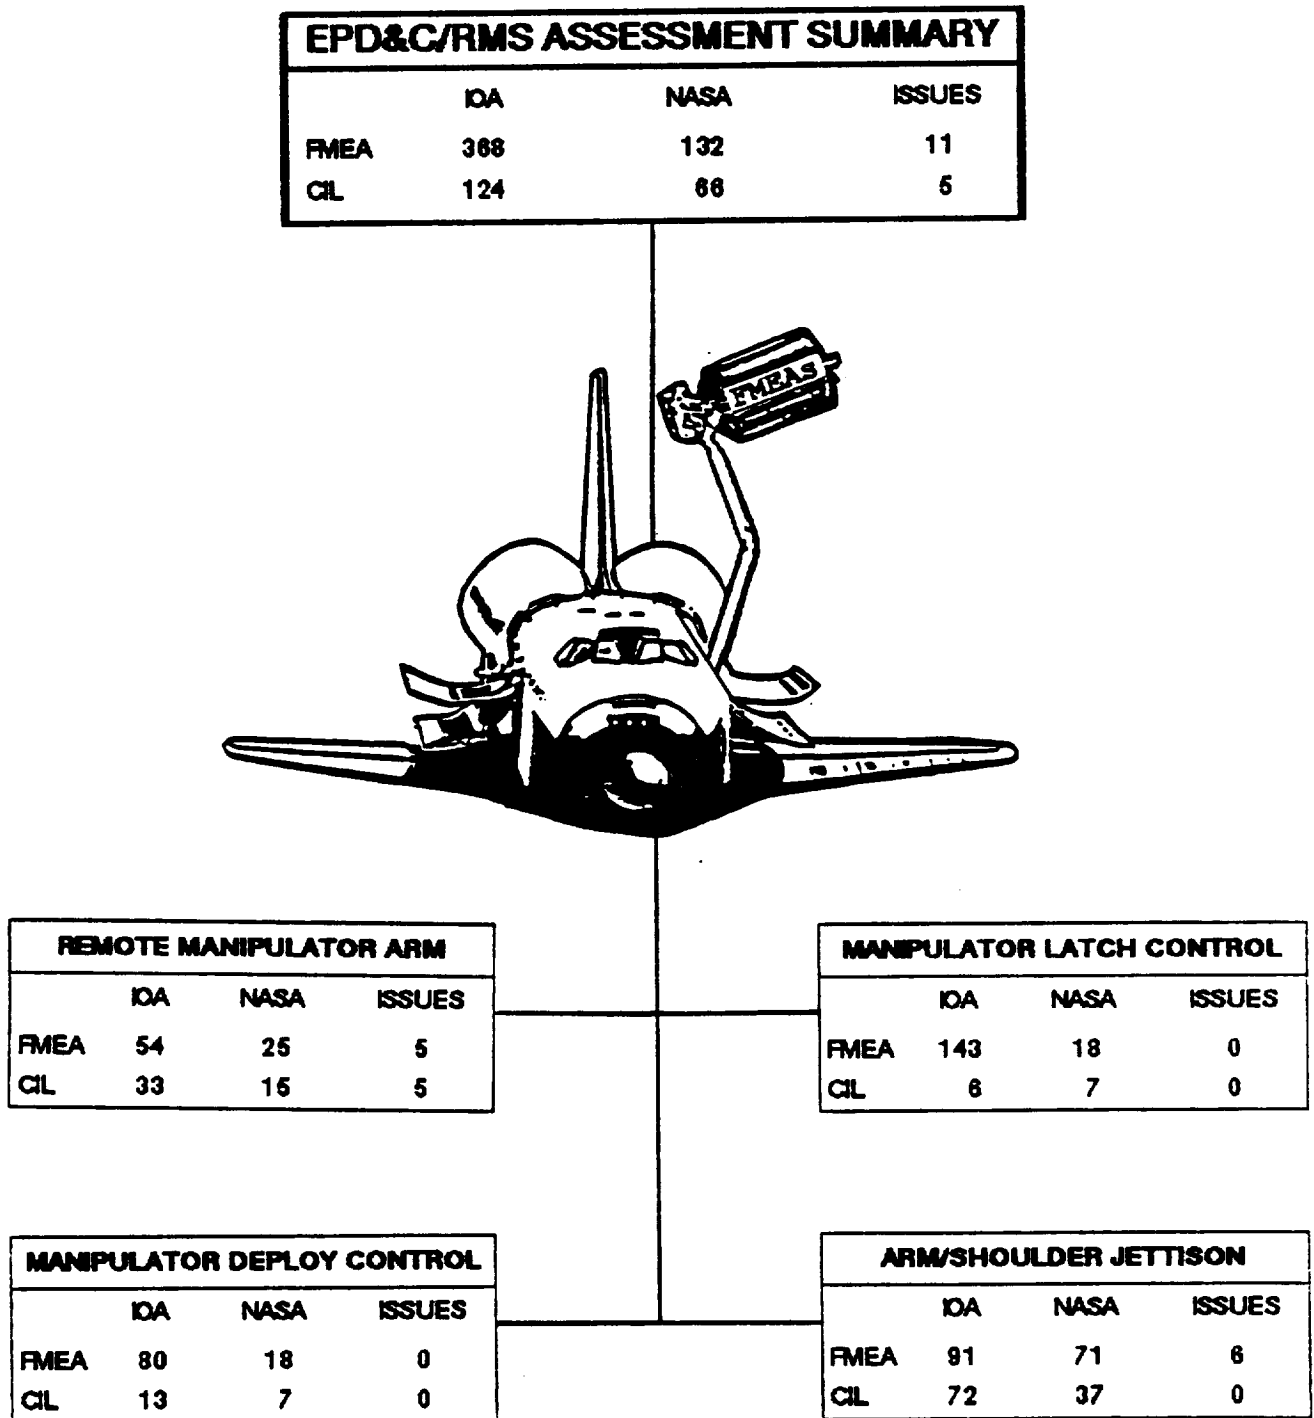 EPD&C/RMS ASSESSMENT SUMMARY
IOA NASA ISSUES
FMEA 368 132 11
CIL 124 66 5
FMEAS
REMOTE MANIPULATOR ARM
IOA NASA ISSUES
FMEA 54 25 5
CIL 33 15 5
MANIPULATOR LATCH CONTROL
IOA NASA ISSUES
FMEA 143 18 0
CIL 6 7 0
MANIPULATOR DEPLOY CONTROL
IOA NASA ISSUES
FMEA 80 18 0
CIL 13 7 0
ARM/SHOULDER JETTISON
IOA NASA ISSUES
FMEA 91 71 6
CIL 72 37 0